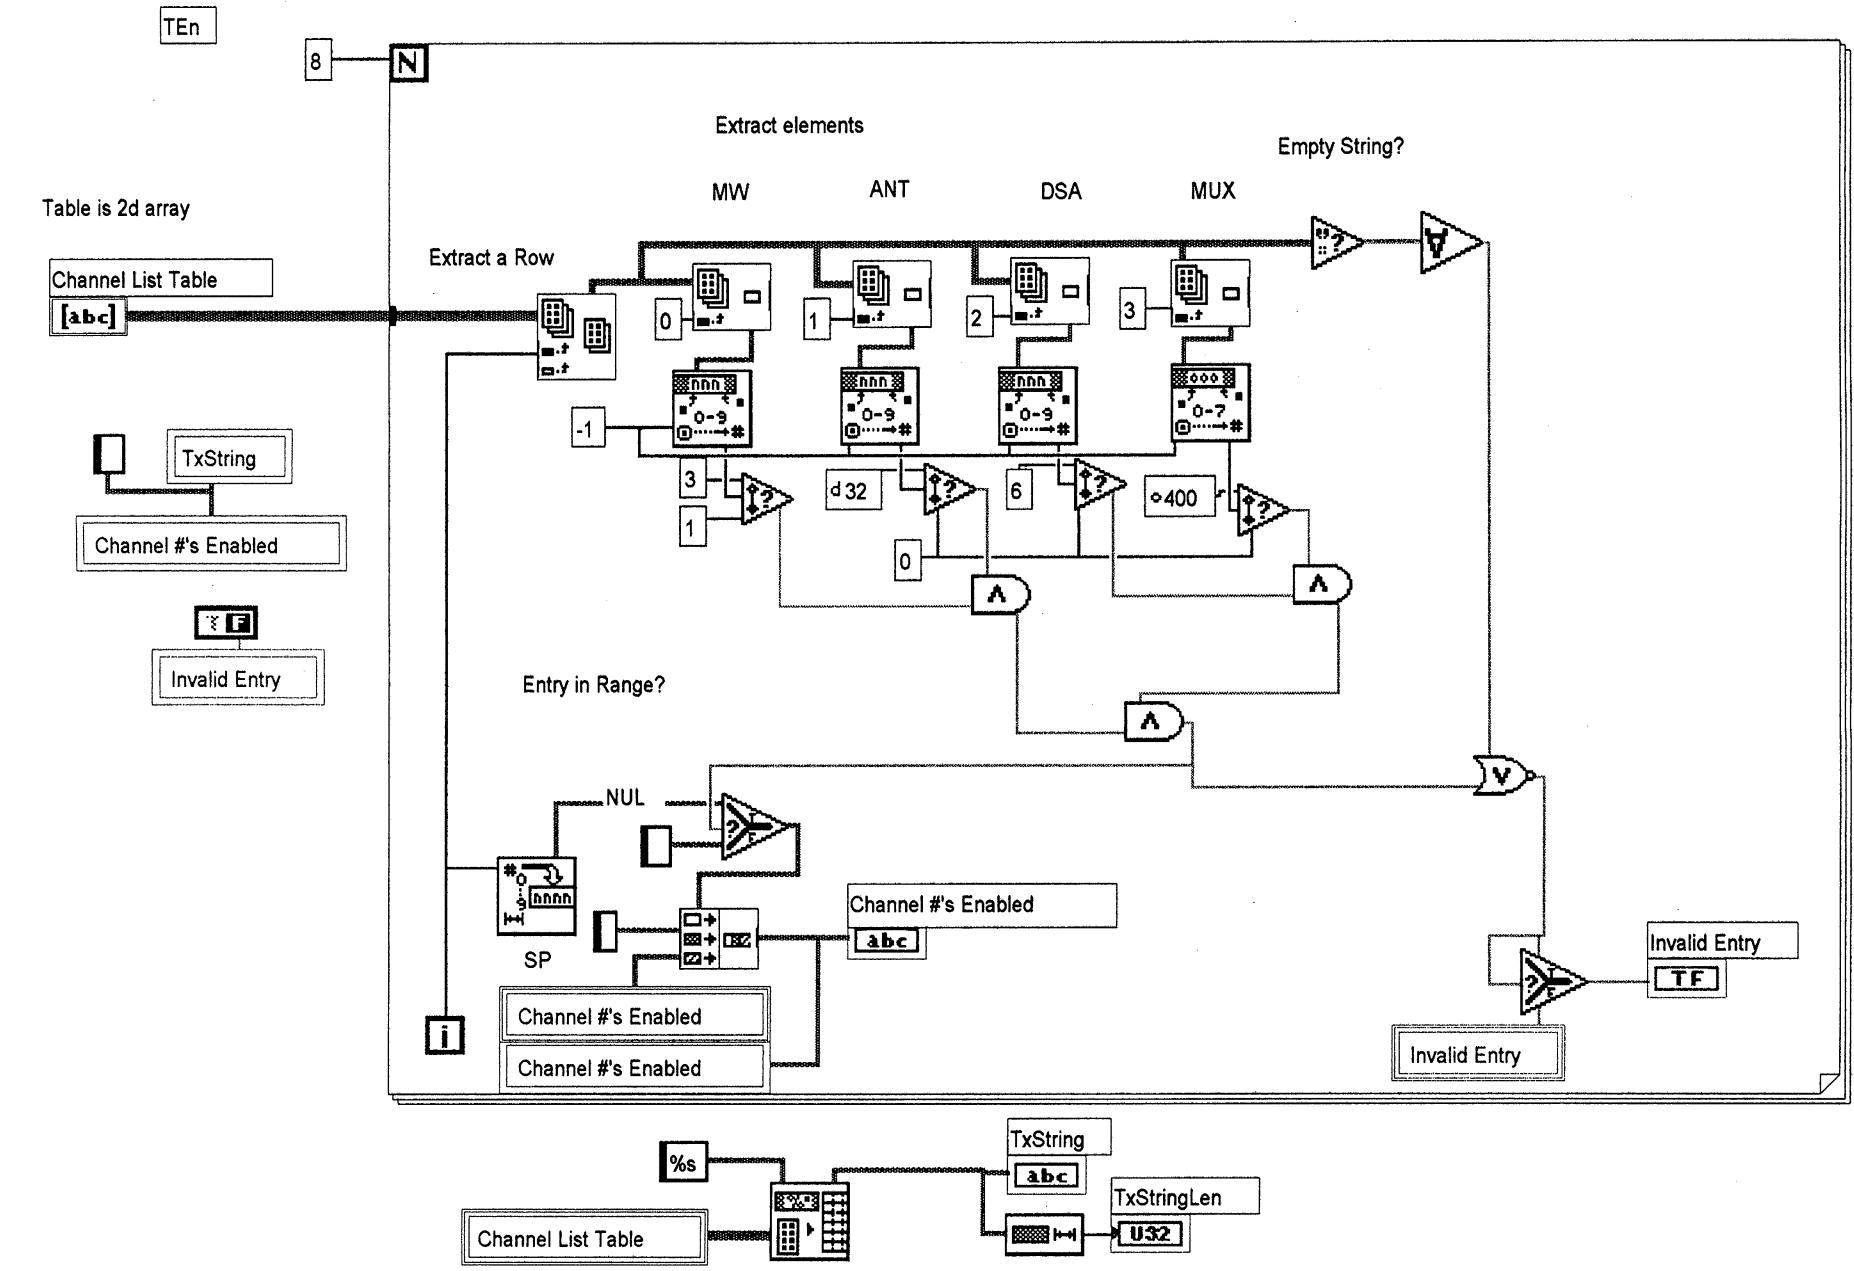 TEn
8
N
Extract elements
Empty String?
MW
ANT
DSA
MUX
Table is 2d array
Extract a Row
Channel List Table
[abc]
0
1
2
3
-1
0-9
0-9
0-9
0-7
TxString
Channel #'s Enabled
3
1
d 32
6
o 400
0
T F
Invalid Entry
Entry in Range?
NUL
SP
Channel #'s Enabled
abc
Invalid Entry
TF
Channel #'s Enabled
Channel #'s Enabled
i
Invalid Entry
%s
TxString
abc
TxStringLen
U32
Channel List Table